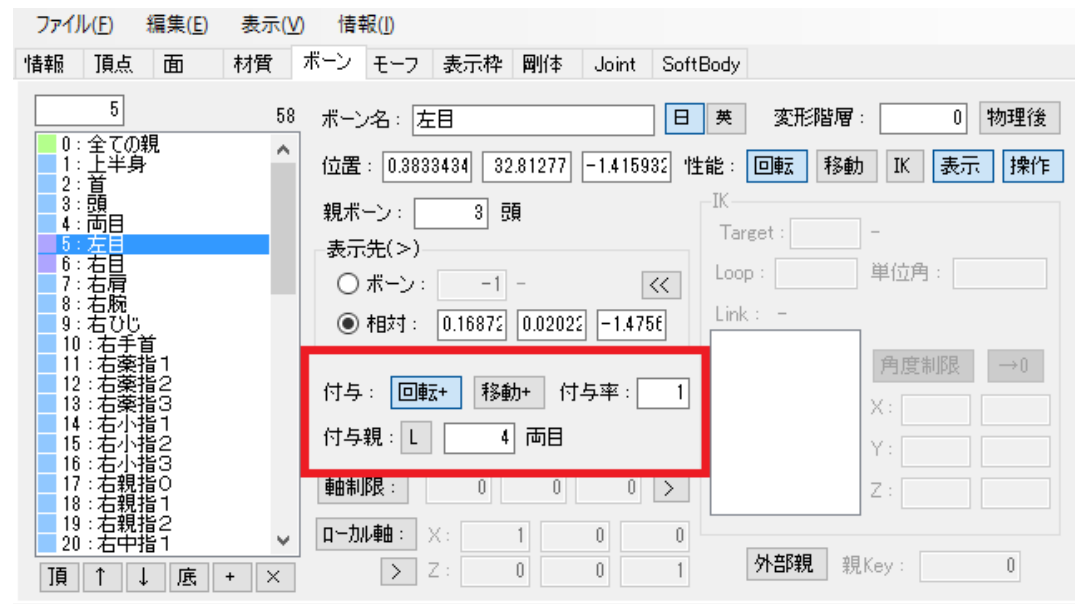 ファイル(F) 編集(E) 表示(V) 情報(I)
情報 頂点 面 材質 ボーン モーフ 表示枠 剛体 Joint SoftBody
5 58
0:全ての親
1:上半身
2:首
3:頭
4:両目
5:左目
6:右目
7:右肩
8:右腕
9:右ひじ
10:右手首
11:右薬指1
12:右薬指2
13:右薬指3
14:右小指1
15:右小指2
16:右小指3
17:右親指0
18:右親指1
19:右親指2
20:右中指1
頂 ↑ ↓ 底 + ×
ボーン名: 左目 日 英 変形階層: 0 物理後
位置: 0.3833434 32.81277 -1.415932 性能: 回転 移動 IK 表示 操作
親ボーン: 3 頭
表示先(>)
ボーン: -1 - <<
相対: 0.16872 0.02022 -1.4756
付与: 回転+ 移動+ 付与率: 1
付与親: L 4 両目
軸制限: 0 0 0 >
ローカル軸: X: 1 0 0
> Z: 0 0 1
IK
Target: -
Loop: 単位角:
Link: -
角度制限 →0
X:
Y:
Z:
外部親 親Key: 0